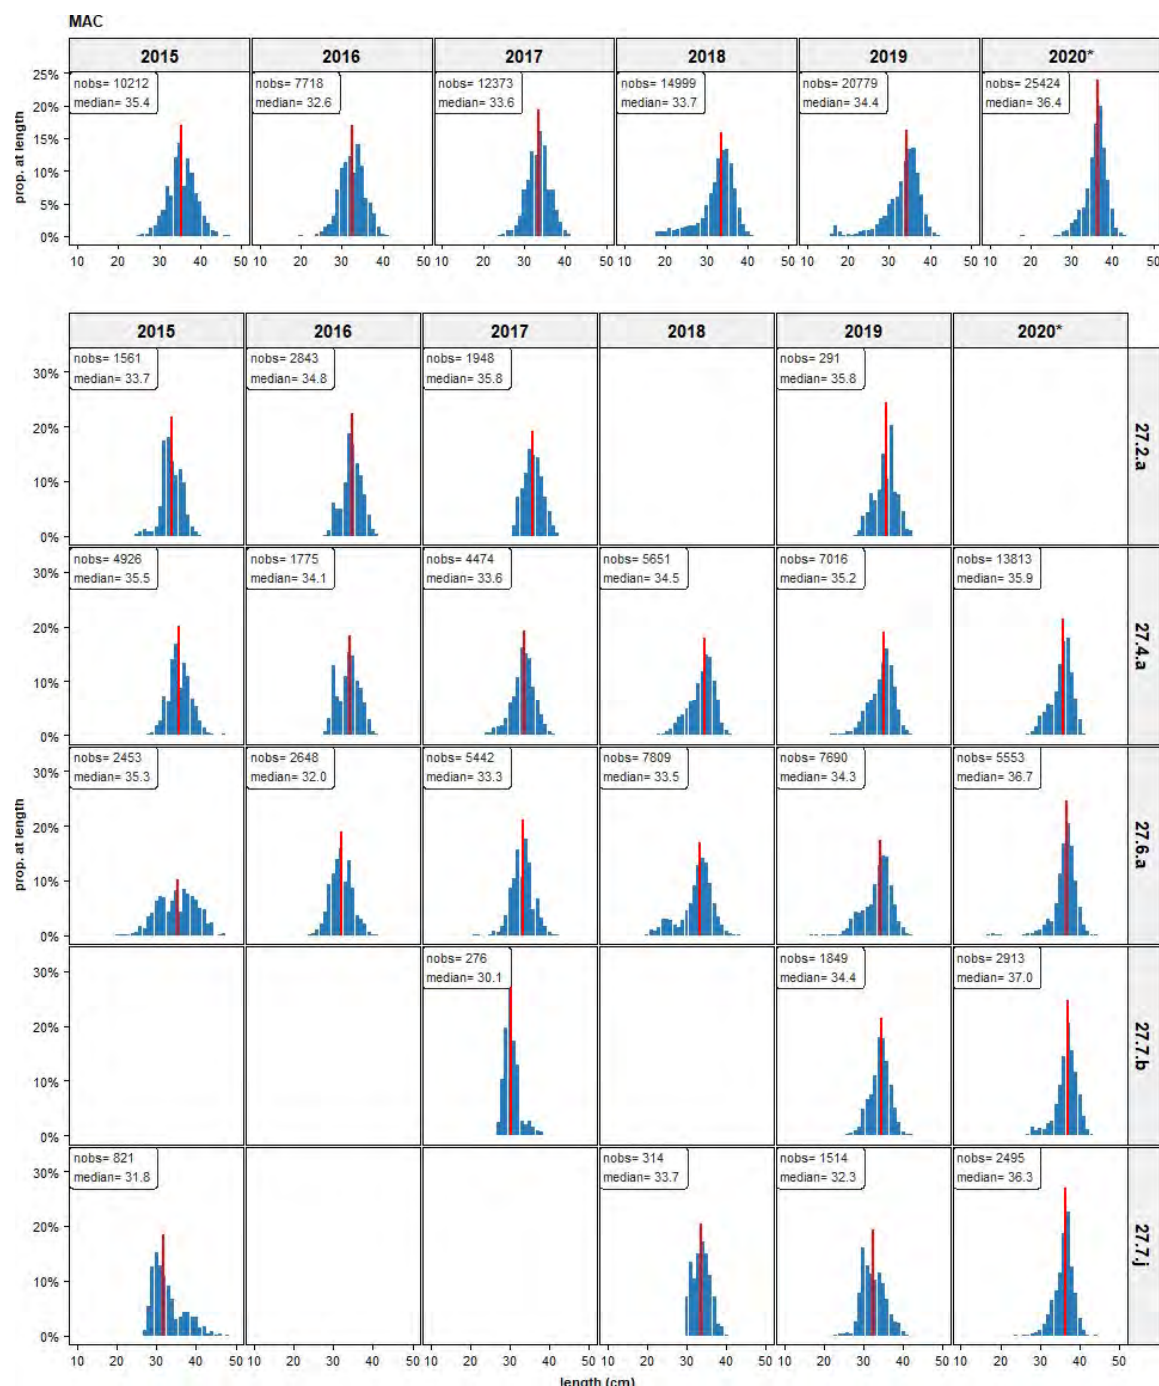 MAC
2015 2016 2017 2018 2019 2020*
nobs= 10212 nobs= 7718 nobs= 12373 nobs= 14999 nobs= 20779 nobs= 25424
median= 35.4 median= 32.6 median= 33.6 median= 33.7 median= 34.4 median= 36.4
25%
20%
15%
10%
5%
0%
prop. at length
10 20 30 40 50 10 20 30 40 50 10 20 30 40 50 10 20 30 40 50 10 20 30 40 50 10 20 30 40 50
2015 2016 2017 2018 2019 2020*
nobs= 1561 nobs= 2843 nobs= 1948 nobs= 291
median= 33.7 median= 34.8 median= 35.8 median= 35.8
30%
20%
10%
0%
27.2.a
nobs= 4926 nobs= 1775 nobs= 4474 nobs= 5651 nobs= 7016 nobs= 13813
median= 35.5 median= 34.1 median= 33.6 median= 34.5 median= 35.2 median= 35.9
30%
20%
10%
0%
27.4.a
nobs= 2453 nobs= 2648 nobs= 5442 nobs= 7809 nobs= 7690 nobs= 5553
median= 35.3 median= 32.0 median= 33.3 median= 33.5 median= 34.3 median= 36.7
30%
20%
10%
0%
prop. at length
27.6.a
nobs= 276 nobs= 1849 nobs= 2913
median= 30.1 median= 34.4 median= 37.0
30%
20%
10%
0%
27.7.b
nobs= 821 nobs= 314 nobs= 1514 nobs= 2495
median= 31.8 median= 33.7 median= 32.3 median= 36.3
30%
20%
10%
0%
27.7.j
10 20 30 40 50 10 20 30 40 50 10 20 30 40 50 10 20 30 40 50 10 20 30 40 50 10 20 30 40 50
length (cm)